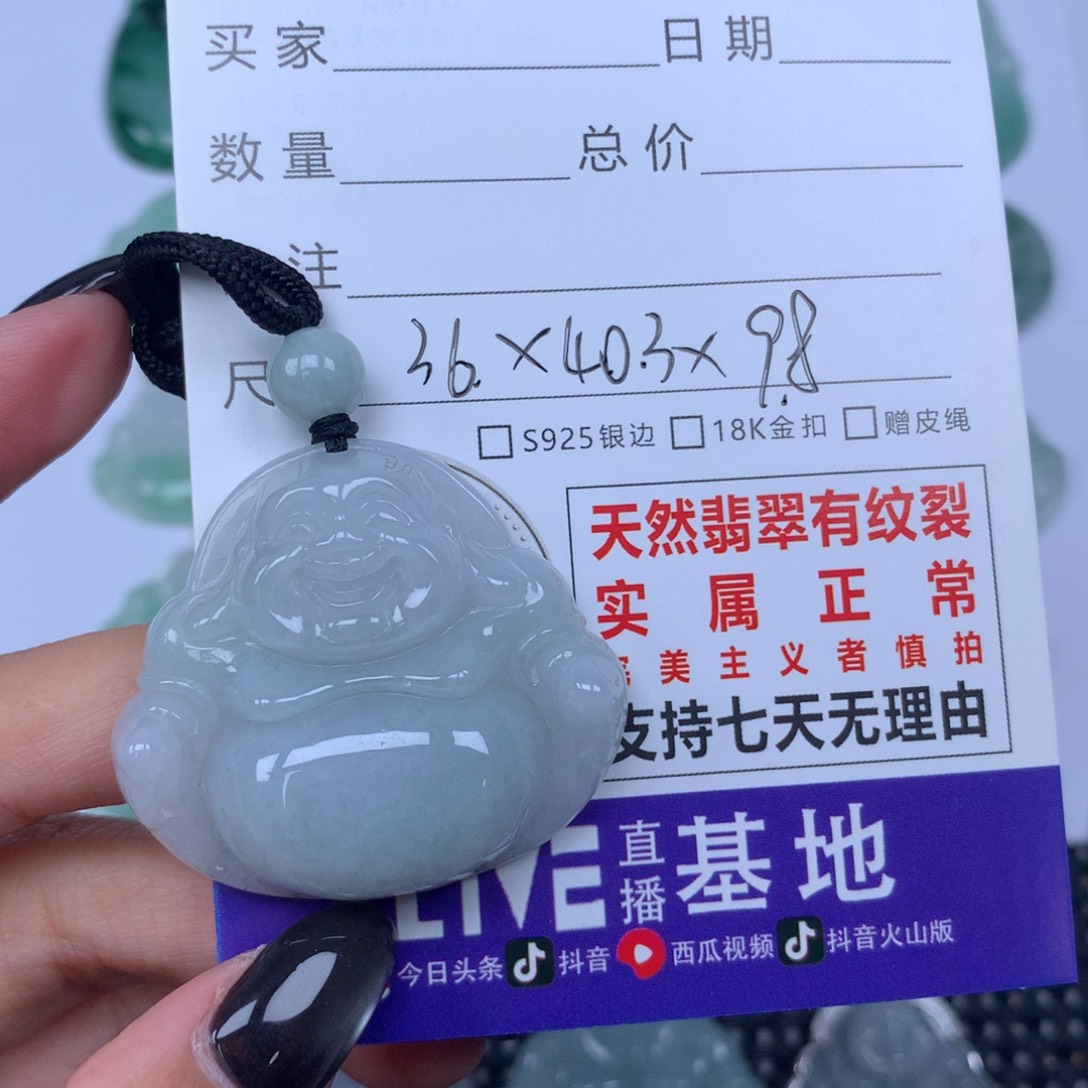 买家 日期
数量 总价
注
尺 36.×40.3×9.8
S925银边 18K金扣 赠皮绳
天然翡翠有纹裂
实属正常
美主义者慎拍
支持七天无理由
LIVE 直播 基地
今日头条 抖音 西瓜视频 抖音火山版